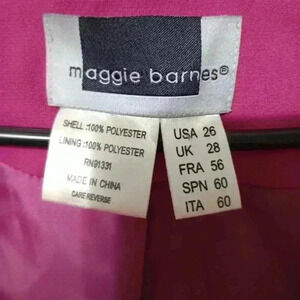 maggie barnes®
SHELL :100% POLYESTER
LINING :100% POLYESTER
RN91331
MADE IN CHINA
CARE REVERSE
USA 26
UK 28
FRA 56
SPN 60
ITA 60